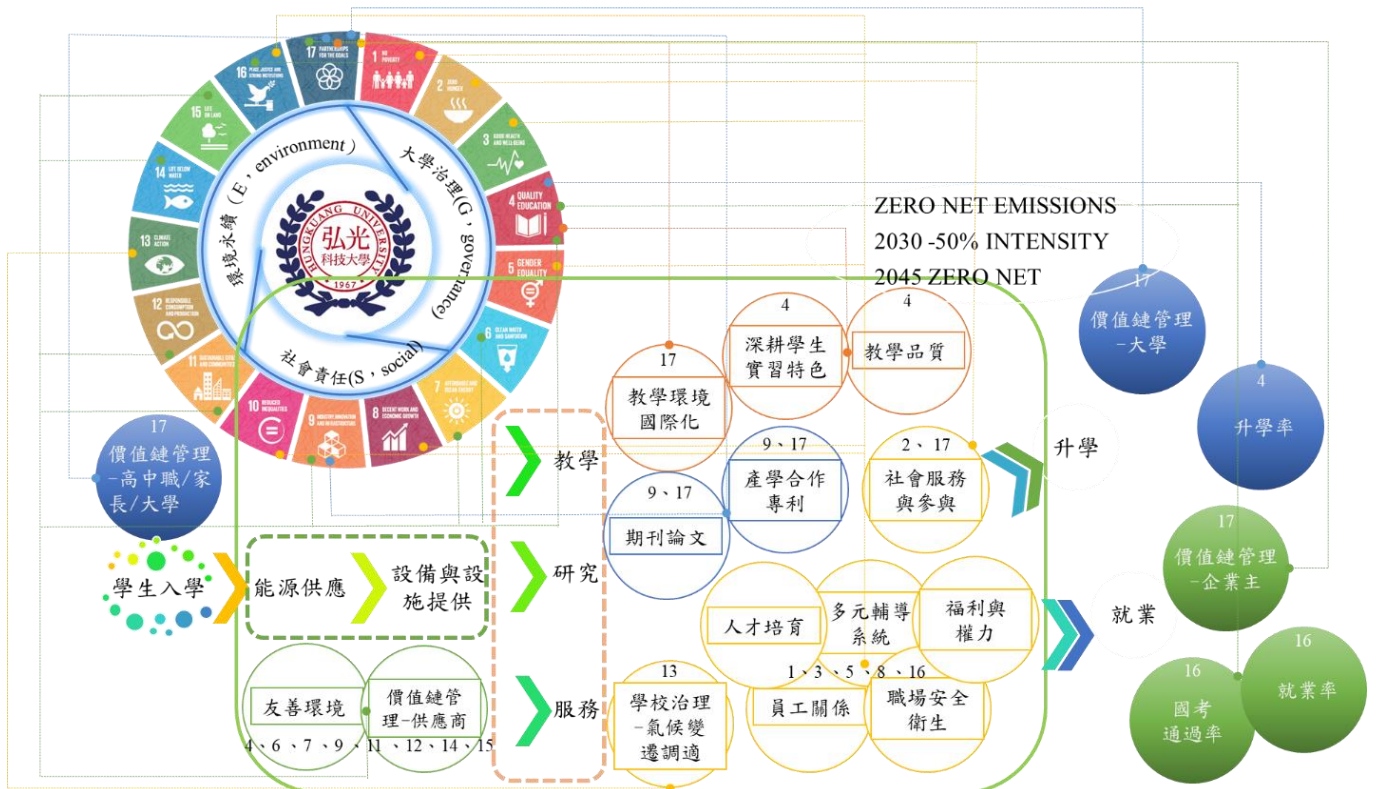 17 PARTNERSHIPS
FOR THE GOALS
1 NO
POVERTY
2 ZERO
HUNGER
3 GOOD HEALTH
AND WELL-BEING
4 QUALITY
EDUCATION
5 GENDER
EQUALITY
6 CLEAN WATER
AND SANITATION
7 AFFORDABLE AND
CLEAN ENERGY
8 DECENT WORK AND
ECONOMIC GROWTH
9 INDUSTRY, INNOVATION
AND INFRASTRUCTURE
10 REDUCED
INEQUALITIES
11 SUSTAINABLE CITIES
AND COMMUNITIES
12 RESPONSIBLE
CONSUMPTION
AND PRODUCTION
13 CLIMATE
ACTION
14 LIFE BELOW
WATER
15 LIFE
ON LAND
16 PEACE, JUSTICE AND
STRONG INSTITUTIONS
環境永續(E,environment)
大學治理(G,governance)
社會責任(S,social)
HUNGKUANG UNIVERSITY
弘光
科技大學
• 1967 •
ZERO NET EMISSIONS
2030 -50% INTENSITY
2045 ZERO NET
17
價值鏈管理
-大學
4
升學率
17
價值鏈管理
-高中職/家
長/大學
學生入學
能源供應
設備與設
施提供
友善環境
價值鏈管
理-供應商
4、6、7、9、11、12、14、15
教學
研究
服務
17
教學環境
國際化
4
深耕學生
實習特色
4
教學品質
9、17
期刊論文
9、17
產學合作
專利
2、17
社會服務
與參與
人才培育
多元輔導
系統
福利與
權力
1、3、5、8、16
員工關係
職場安全
衛生
13
學校治理
-氣候變
遷調適
升學
就業
17
價值鏈管理
-企業主
16
國考
通過率
16
就業率